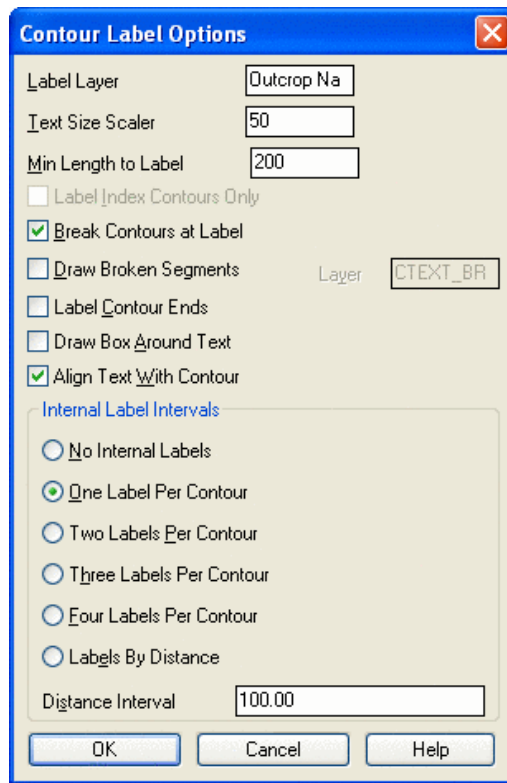 Contour Label Options
Label Layer Outcrop Na
Text Size Scaler 50
Min Length to Label 200
Label Index Contours Only
Break Contours at Label
Draw Broken Segments Layer CTEXT_BR
Label Contour Ends
Draw Box Around Text
Align Text With Contour
Internal Label Intervals
No Internal Labels
One Label Per Contour
Two Labels Per Contour
Three Labels Per Contour
Four Labels Per Contour
Labels By Distance
Distance Interval 100.00
OK Cancel Help